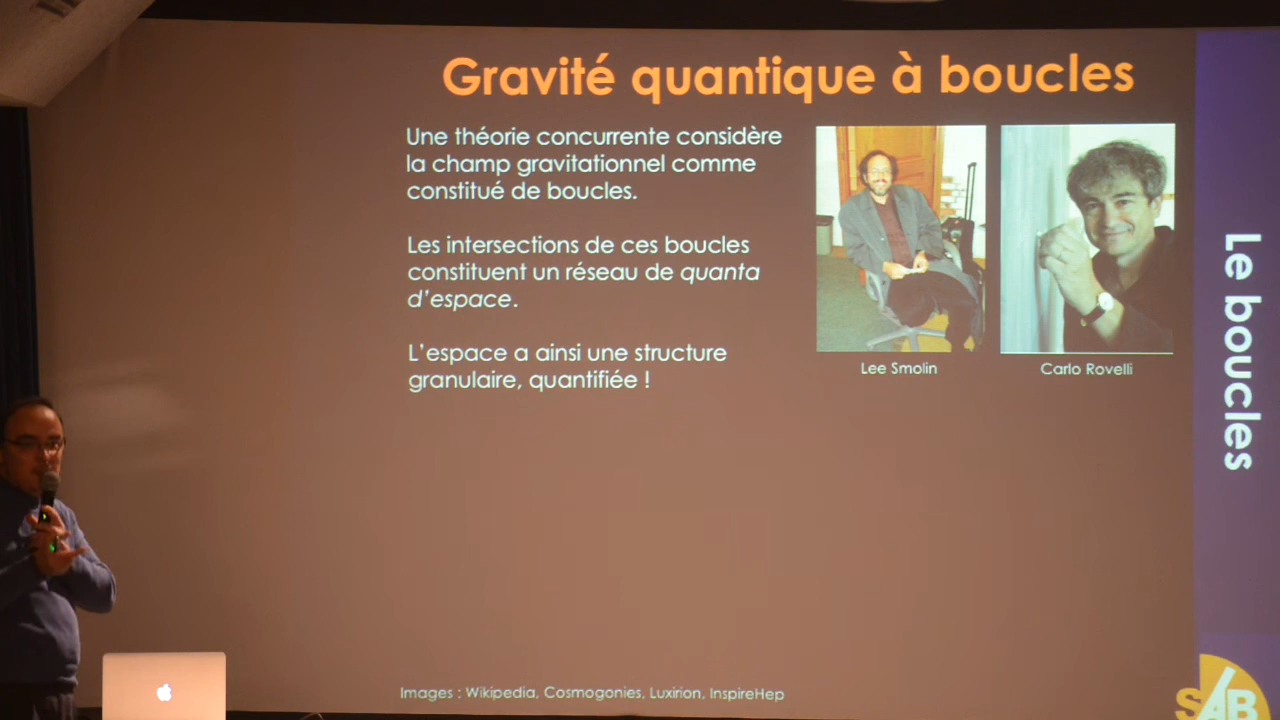 Gravité quantique à boucles
Une théorie concurrente considère
la champ gravitationnel comme
constitué de boucles.
Les intersections de ces boucles
constituent un réseau de quanta
d'espace.
L'espace a ainsi une structure
granulaire, quantifiée !
Lee Smolin
Carlo Rovelli
Le boucles
Images : Wikipedia, Cosmogonies, Luxirion, InspireHep
SAB